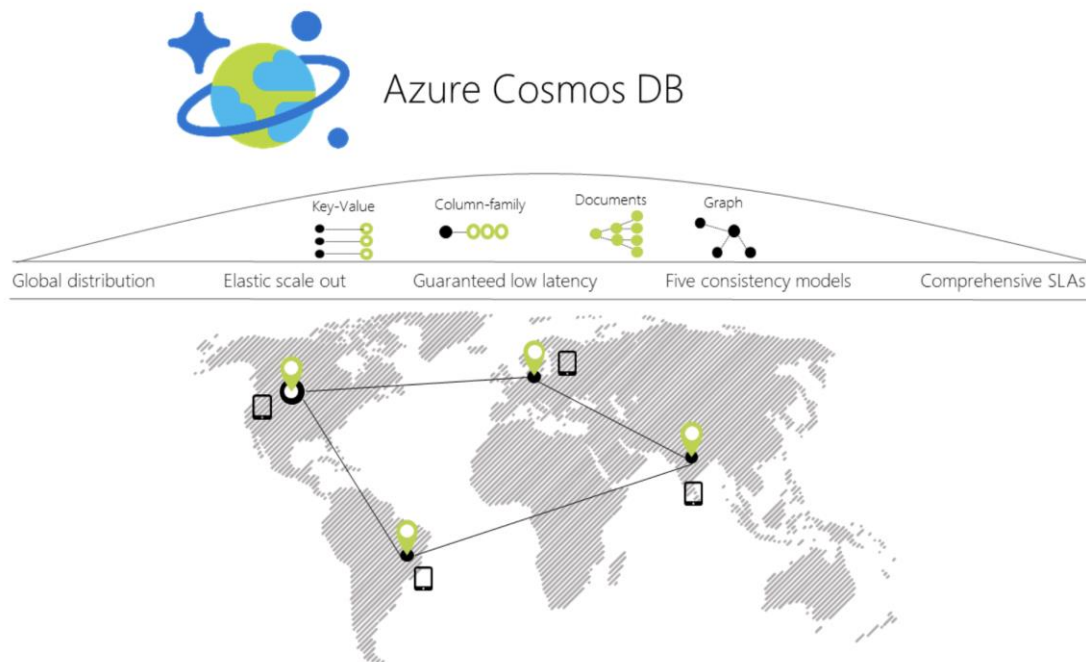 Azure Cosmos DB
Key-Value
Column-family
Documents
Graph
Global distribution
Elastic scale out
Guaranteed low latency
Five consistency models
Comprehensive SLAs